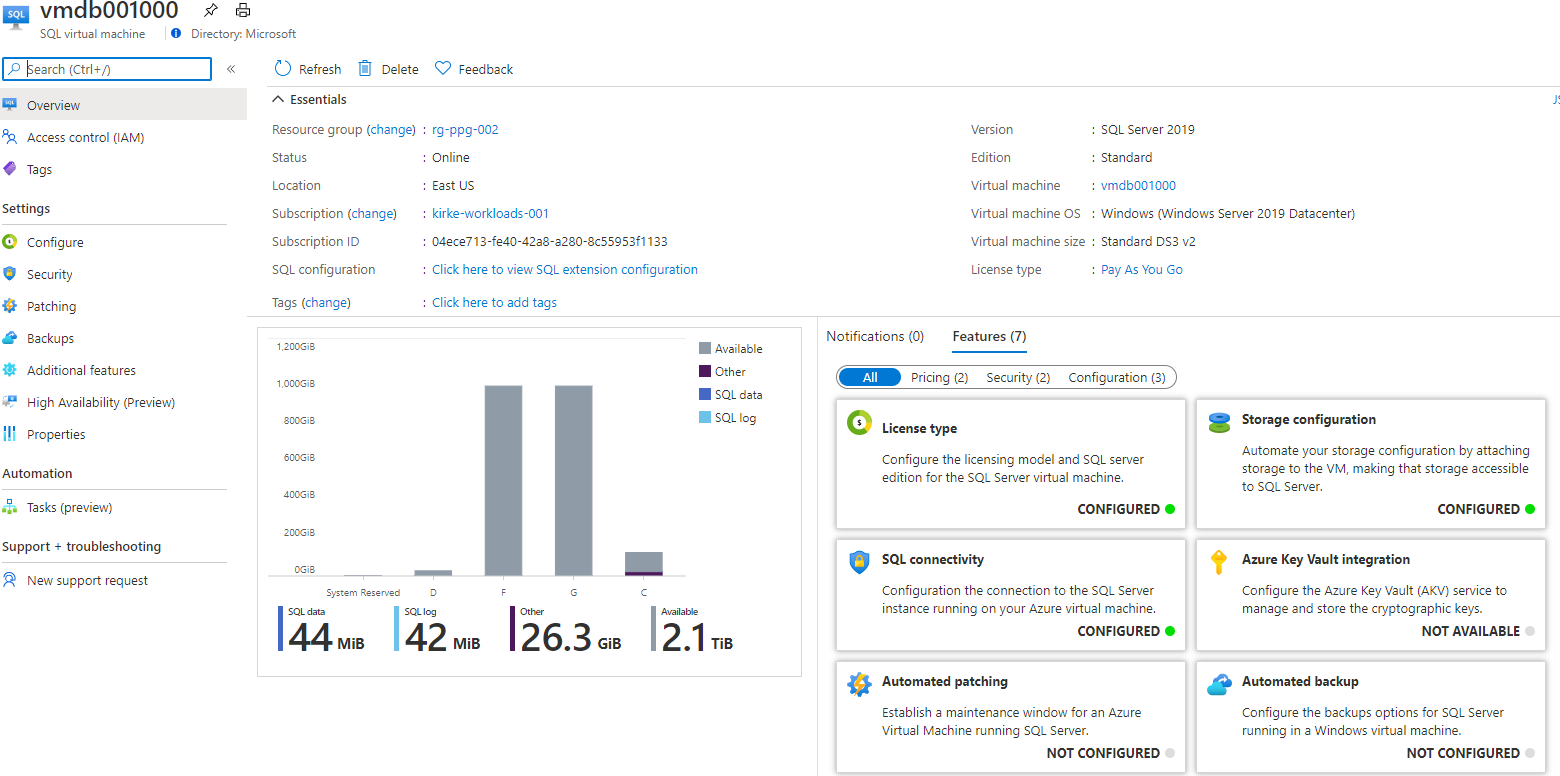 vmdb001000
SQL
SQL virtual machine
Directory: Microsoft
Search (Ctrl+/)
«
Refresh
Delete
Feedback
Overview
Access control (IAM)
Tags
Settings
Configure
Security
Patching
Backups
Additional features
High Availability (Preview)
Properties
Automation
Tasks (preview)
Support + troubleshooting
New support request
Essentials
JS
Resource group (change) : rg-ppg-002
Status : Online
Location : East US
Subscription (change) : kirke-workloads-001
Subscription ID : 04ece713-fe40-42a8-a280-8c55953f1133
SQL configuration : Click here to view SQL extension configuration
Tags (change) : Click here to add tags
Version : SQL Server 2019
Edition : Standard
Virtual machine : vmdb001000
Virtual machine OS : Windows (Windows Server 2019 Datacenter)
Virtual machine size : Standard DS3 v2
License type : Pay As You Go
1,200GiB
1,000GiB
800GiB
600GiB
400GiB
200GiB
0GiB
System Reserved D F G C
Available
Other
SQL data
SQL log
SQL data
44 MiB
SQL log
42 MiB
Other
26.3 GiB
Available
2.1 TiB
Notifications (0) Features (7)
All Pricing (2) Security (2) Configuration (3)
License type
Configure the licensing model and SQL server
edition for the SQL Server virtual machine.
CONFIGURED
Storage configuration
Automate your storage configuration by attaching
storage to the VM, making that storage accessible
to SQL Server.
CONFIGURED
SQL connectivity
Configuration the connection to the SQL Server
instance running on your Azure virtual machine.
CONFIGURED
Azure Key Vault integration
Configure the Azure Key Vault (AKV) service to
manage and store the cryptographic keys.
NOT AVAILABLE
Automated patching
Establish a maintenance window for an Azure
Virtual Machine running SQL Server.
NOT CONFIGURED
Automated backup
Configure the backups options for SQL Server
running in a Windows virtual machine.
NOT CONFIGURED